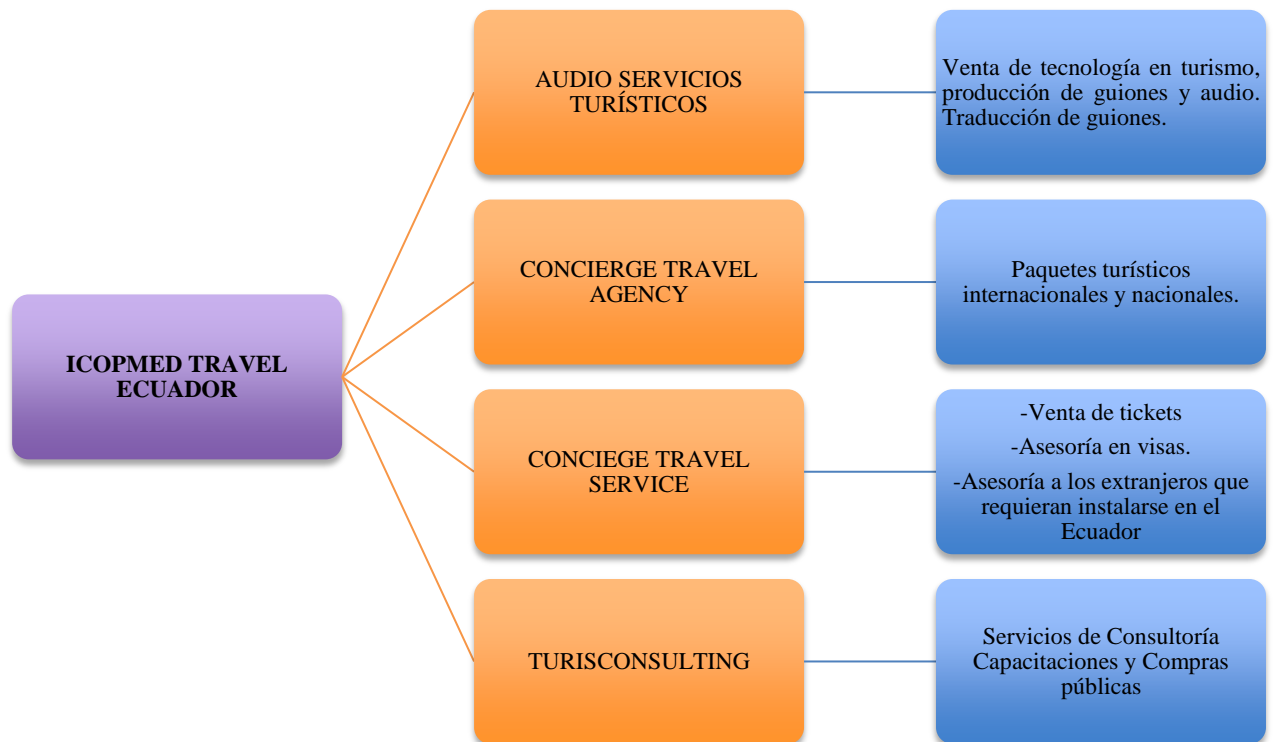 AUDIO SERVICIOS
TURÍSTICOS
Venta de tecnología en turismo,
producción de guiones y audio.
Traducción de guiones.
CONCIERGE TRAVEL
AGENCY
Paquetes turísticos
internacionales y nacionales.
ICOPMED TRAVEL
ECUADOR
CONCIEGE TRAVEL
SERVICE
-Venta de tickets
-Asesoría en visas.
-Asesoría a los extranjeros que
requieran instalarse en el
Ecuador
TURISCONSULTING
Servicios de Consultoría
Capacitaciones y Compras
públicas